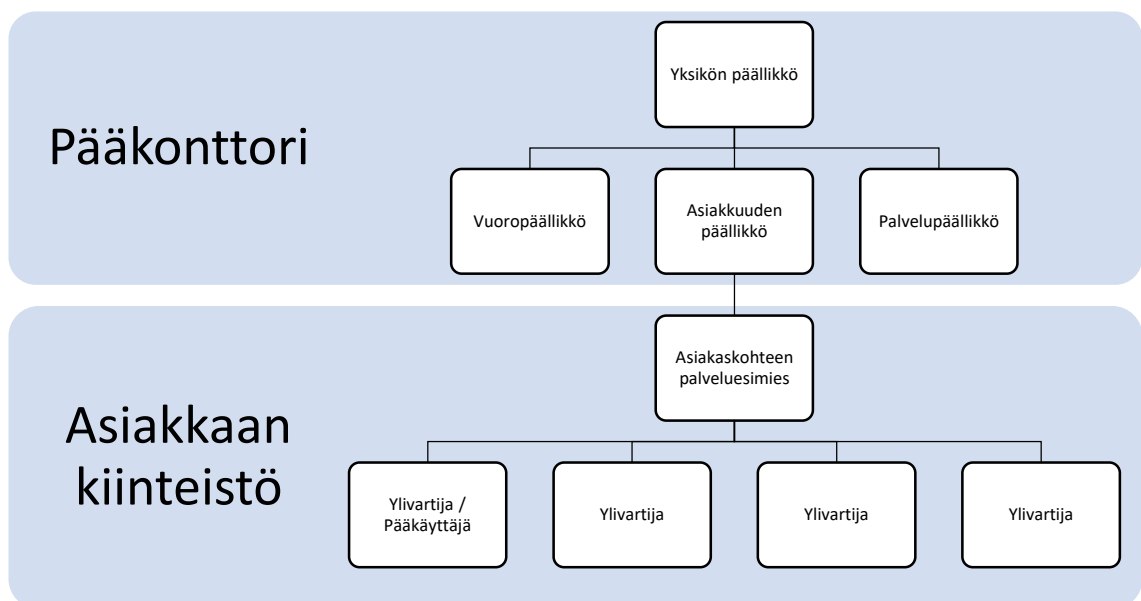 Pääkonttori
Yksikön päällikkö
Vuoropäällikkö
Asiakkuuden
päällikkö
Palvelupäällikkö
Asiakkaan
kiinteistö
Asiakaskohteen
palveluesimies
Ylivartija /
Pääkäyttäjä
Ylivartija
Ylivartija
Ylivartija